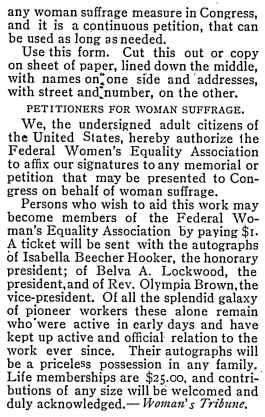 any woman suffrage measure in Congress,
and it is a continuous petition, that can
be used as long as needed.
Use this form. Cut this out or copy
on sheet of paper, lined down the middle,
with names on one side and addresses,
with street and number, on the other.
PETITIONERS FOR WOMAN SUFFRAGE.
We, the undersigned adult citizens of
the United States, hereby authorize the
Federal Women's Equality Association
to affix our signatures to any memorial or
petition that may be presented to Con-
gress on behalf of woman suffrage.
Persons who wish to aid this work may
become members of the Federal Wo-
man's Equality Association by paying $1.
A ticket will be sent with the autographs
of Isabella Beecher Hooker, the honorary
president; of Belva A. Lockwood, the
president, and of Rev. Olympia Brown, the
vice-president. Of all the splendid galaxy
of pioneer workers these alone remain
who were active in early days and have
kept up active and official relation to the
work ever since. Their autographs will
be a priceless possession in any family.
Life memberships are $25.00, and contri-
butions of any size will be welcomed and
duly acknowledged.—Woman's Tribune.